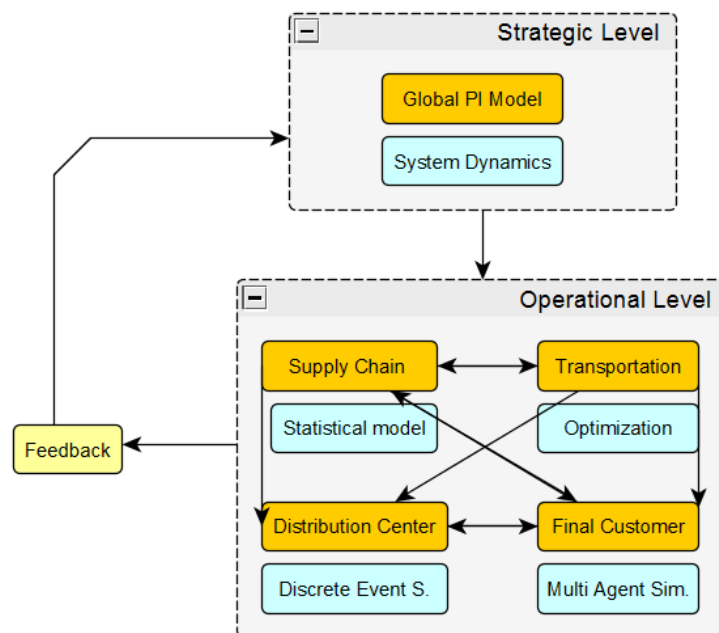 Strategic Level
Global PI Model
System Dynamics
Operational Level
Supply Chain
Transportation
Statistical model
Optimization
Feedback
Distribution Center
Final Customer
Discrete Event S.
Multi Agent Sim.